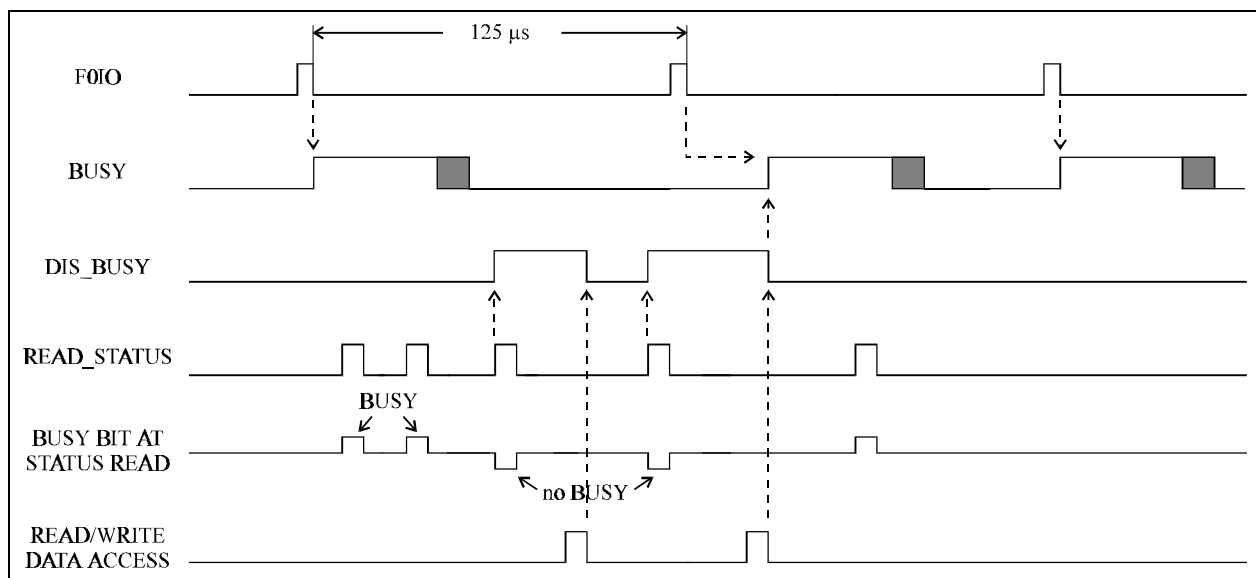 125 µs
F0IO
BUSY
DIS_BUSY
READ_STATUS
BUSY
BUSY BIT AT
STATUS READ
no BUSY
READ/WRITE
DATA ACCESS